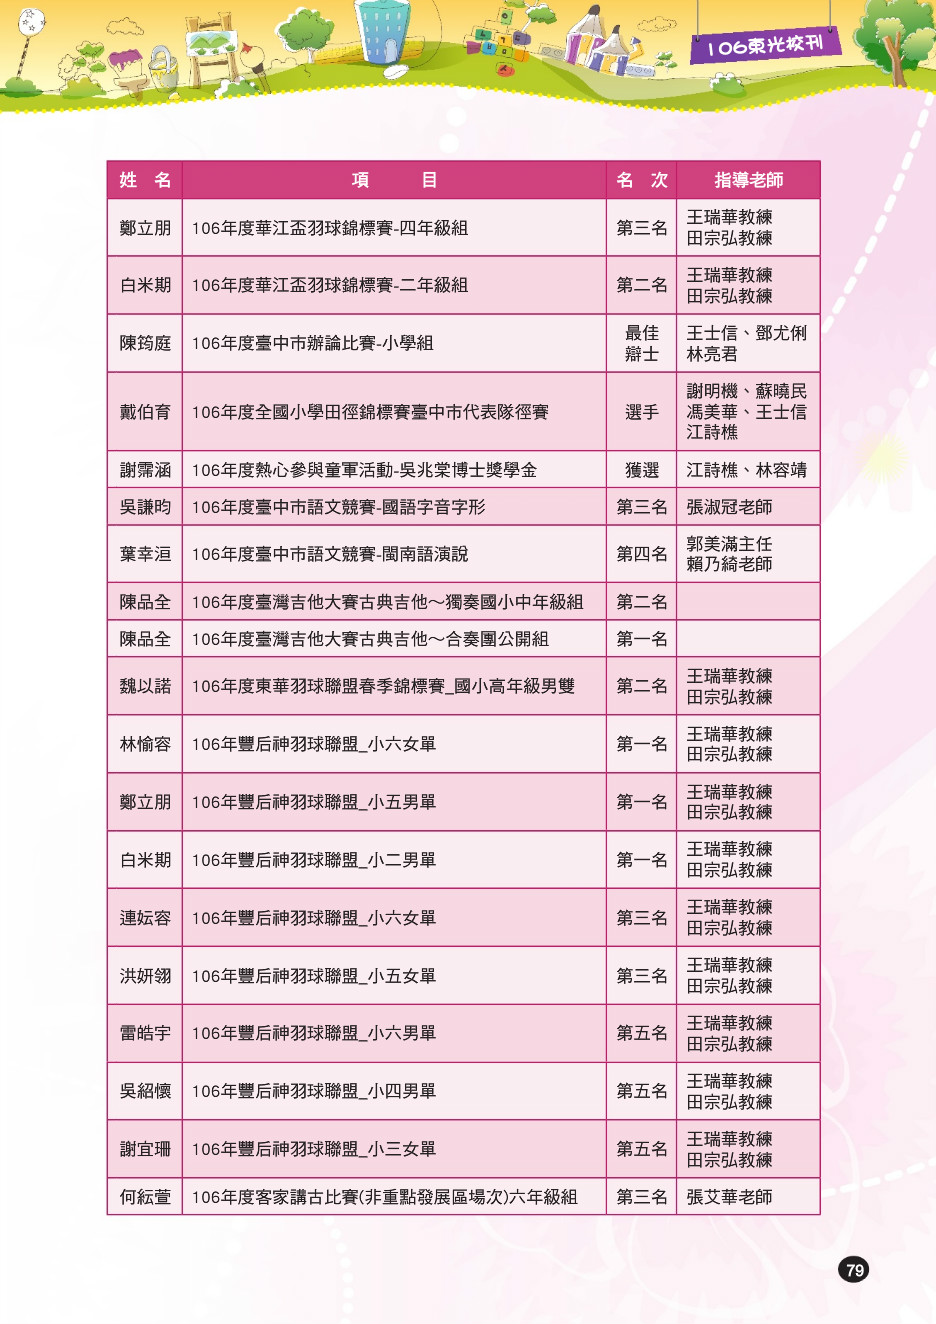 106東光校刊
姓　名　項　　　目　名　次　指導老師
鄭立朋　106年度華江盃羽球錦標賽-四年級組　第三名　王瑞華教練
田宗弘教練
白米期　106年度華江盃羽球錦標賽-二年級組　第二名　王瑞華教練
田宗弘教練
陳筠庭　106年度臺中市辦論比賽-小學組　最佳　王士信、鄧尤俐
辯士　林亮君
戴伯育　106年度全國小學田徑錦標賽臺中市代表隊徑賽　選手　謝明機、蘇曉民
馮美華、王士信
江詩樵
謝霈涵　106年度熱心參與童軍活動-吳兆棠博士獎學金　獲選　江詩樵、林容靖
吳謙昀　106年度臺中市語文競賽-國語字音字形　第三名　張淑冠老師
葉幸洹　106年度臺中市語文競賽-閩南語演說　第四名　郭美滿主任
賴乃綺老師
陳品全　106年度臺灣吉他大賽古典吉他～獨奏國小中年級組　第二名
陳品全　106年度臺灣吉他大賽古典吉他～合奏團公開組　第一名
魏以諾　106年度東華羽球聯盟春季錦標賽_國小高年級男雙　第二名　王瑞華教練
田宗弘教練
林愉容　106年豐后神羽球聯盟_小六女單　第一名　王瑞華教練
田宗弘教練
鄭立朋　106年豐后神羽球聯盟_小五男單　第一名　王瑞華教練
田宗弘教練
白米期　106年豐后神羽球聯盟_小二男單　第一名　王瑞華教練
田宗弘教練
連妘容　106年豐后神羽球聯盟_小六女單　第三名　王瑞華教練
田宗弘教練
洪妍翎　106年豐后神羽球聯盟_小五女單　第三名　王瑞華教練
田宗弘教練
雷皓宇　106年豐后神羽球聯盟_小六男單　第五名　王瑞華教練
田宗弘教練
吳紹懷　106年豐后神羽球聯盟_小四男單　第五名　王瑞華教練
田宗弘教練
謝宜珊　106年豐后神羽球聯盟_小三女單　第五名　王瑞華教練
田宗弘教練
何紜萱　106年度客家講古比賽(非重點發展區場次)六年級組　第三名　張艾華老師
79